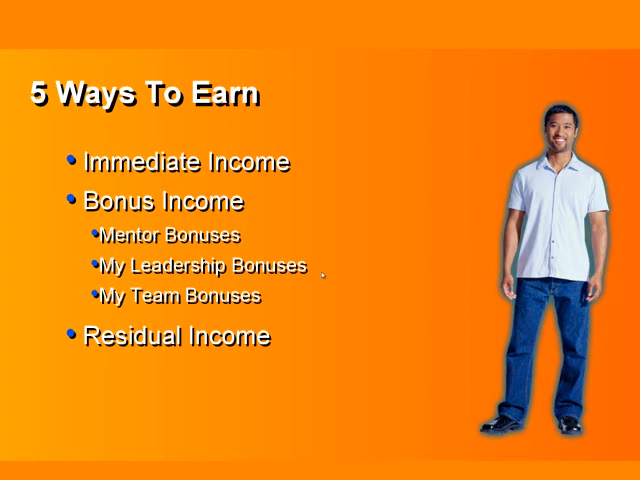 5 Ways To Earn
• Immediate Income
• Bonus Income
•Mentor Bonuses
•My Leadership Bonuses
•My Team Bonuses
• Residual Income